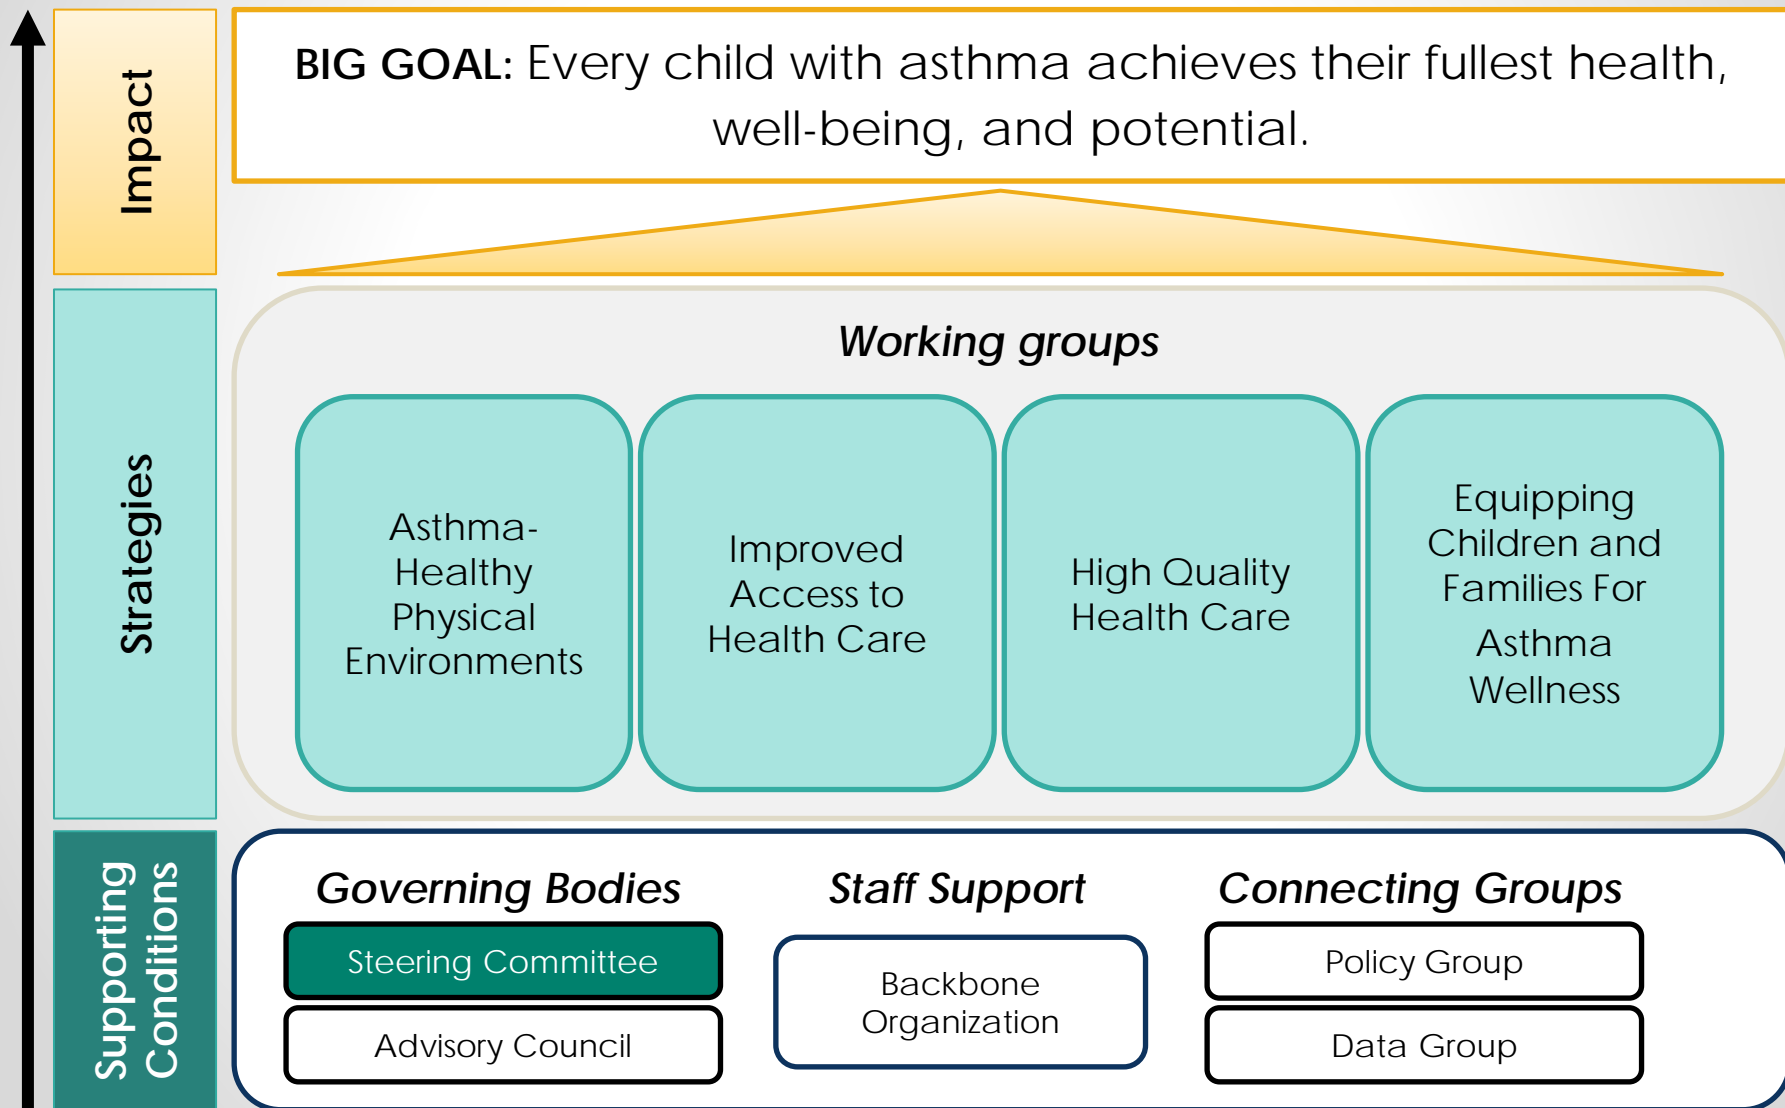 Impact
BIG GOAL: Every child with asthma achieves their fullest health,
well-being, and potential.
Strategies
Working groups
Asthma-
Healthy
Physical
Environments
Improved
Access to
Health Care
High Quality
Health Care
Equipping
Children and
Families For
Asthma
Wellness
Supporting
Conditions
Governing Bodies
Steering Committee
Advisory Council
Staff Support
Backbone
Organization
Connecting Groups
Policy Group
Data Group